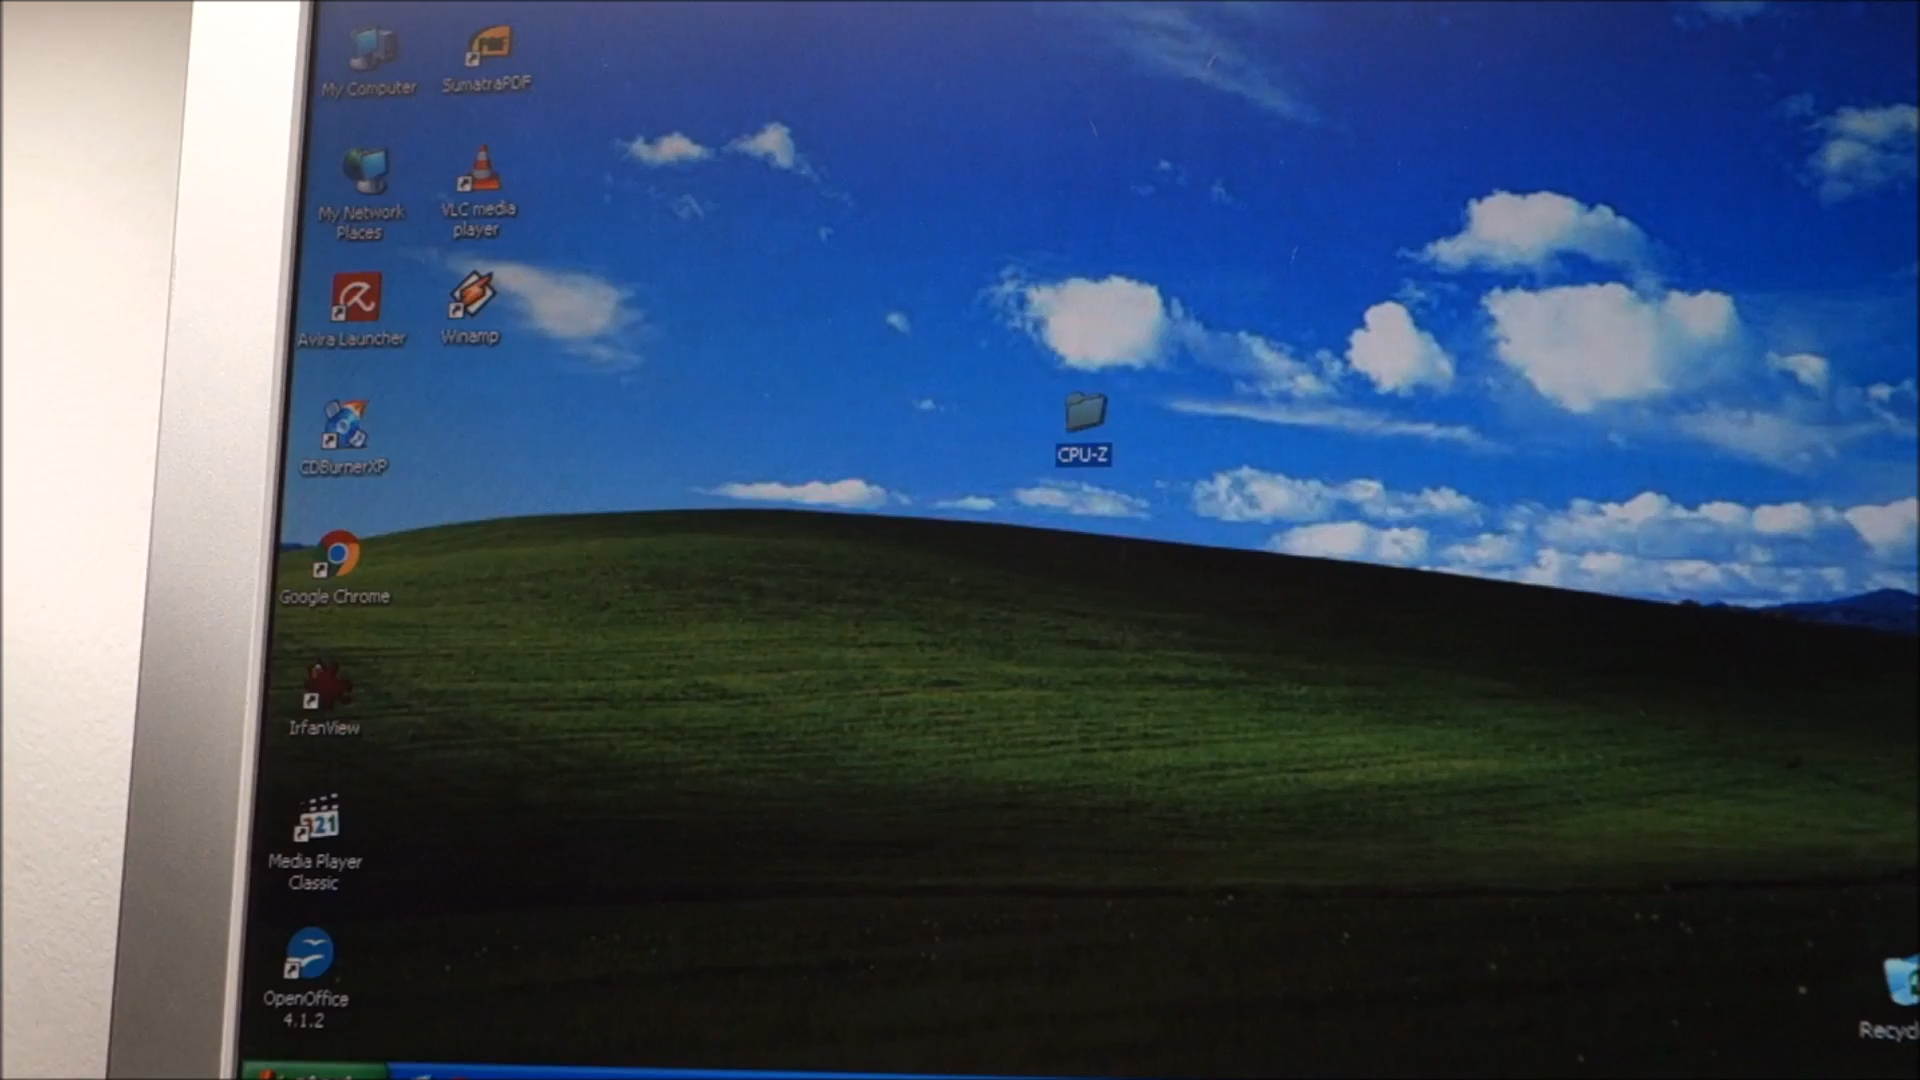 My Computer
SumatraPDF
My Network
Places
VLC media
player
Avira Launcher
Winamp
CDBurnerXP
CPU-Z
Google Chrome
IrfanView
321
Media Player
Classic
OpenOffice
4.1.2